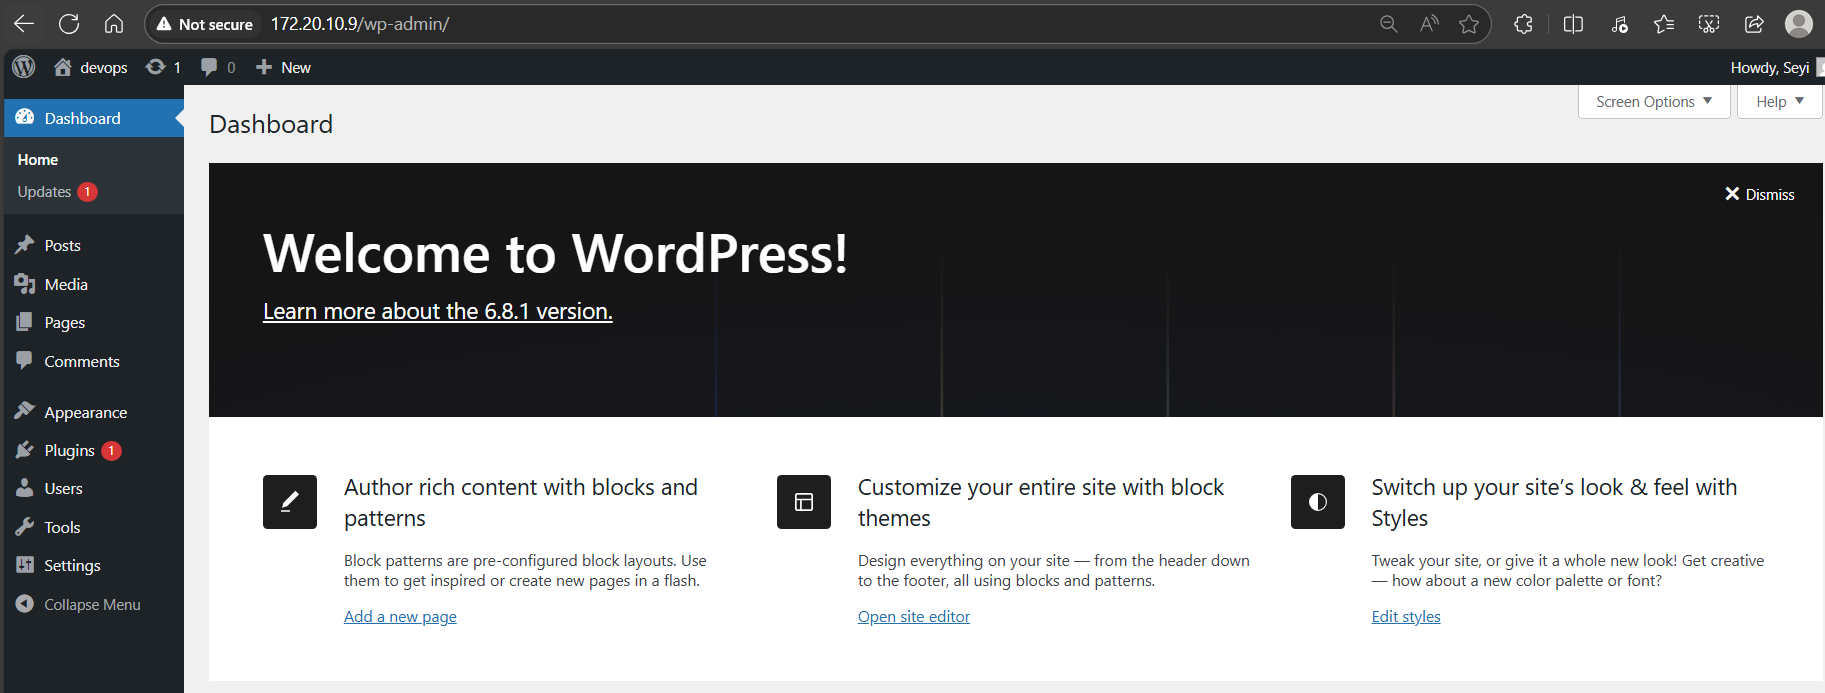 Not secure 172.20.10.9/wp-admin/
devops 1 0 New Howdy, Seyi
Screen Options Help
Dashboard
Home
Updates 1
Posts
Media
Pages
Comments
Appearance
Plugins 1
Users
Tools
Settings
Collapse Menu
Dashboard
Dismiss
Welcome to WordPress!
Learn more about the 6.8.1 version.
Author rich content with blocks and
patterns
Block patterns are pre-configured block layouts. Use
them to get inspired or create new pages in a flash.
Add a new page
Customize your entire site with block
themes
Design everything on your site — from the header down
to the footer, all using blocks and patterns.
Open site editor
Switch up your site’s look & feel with
Styles
Tweak your site, or give it a whole new look! Get creative
— how about a new color palette or font?
Edit styles